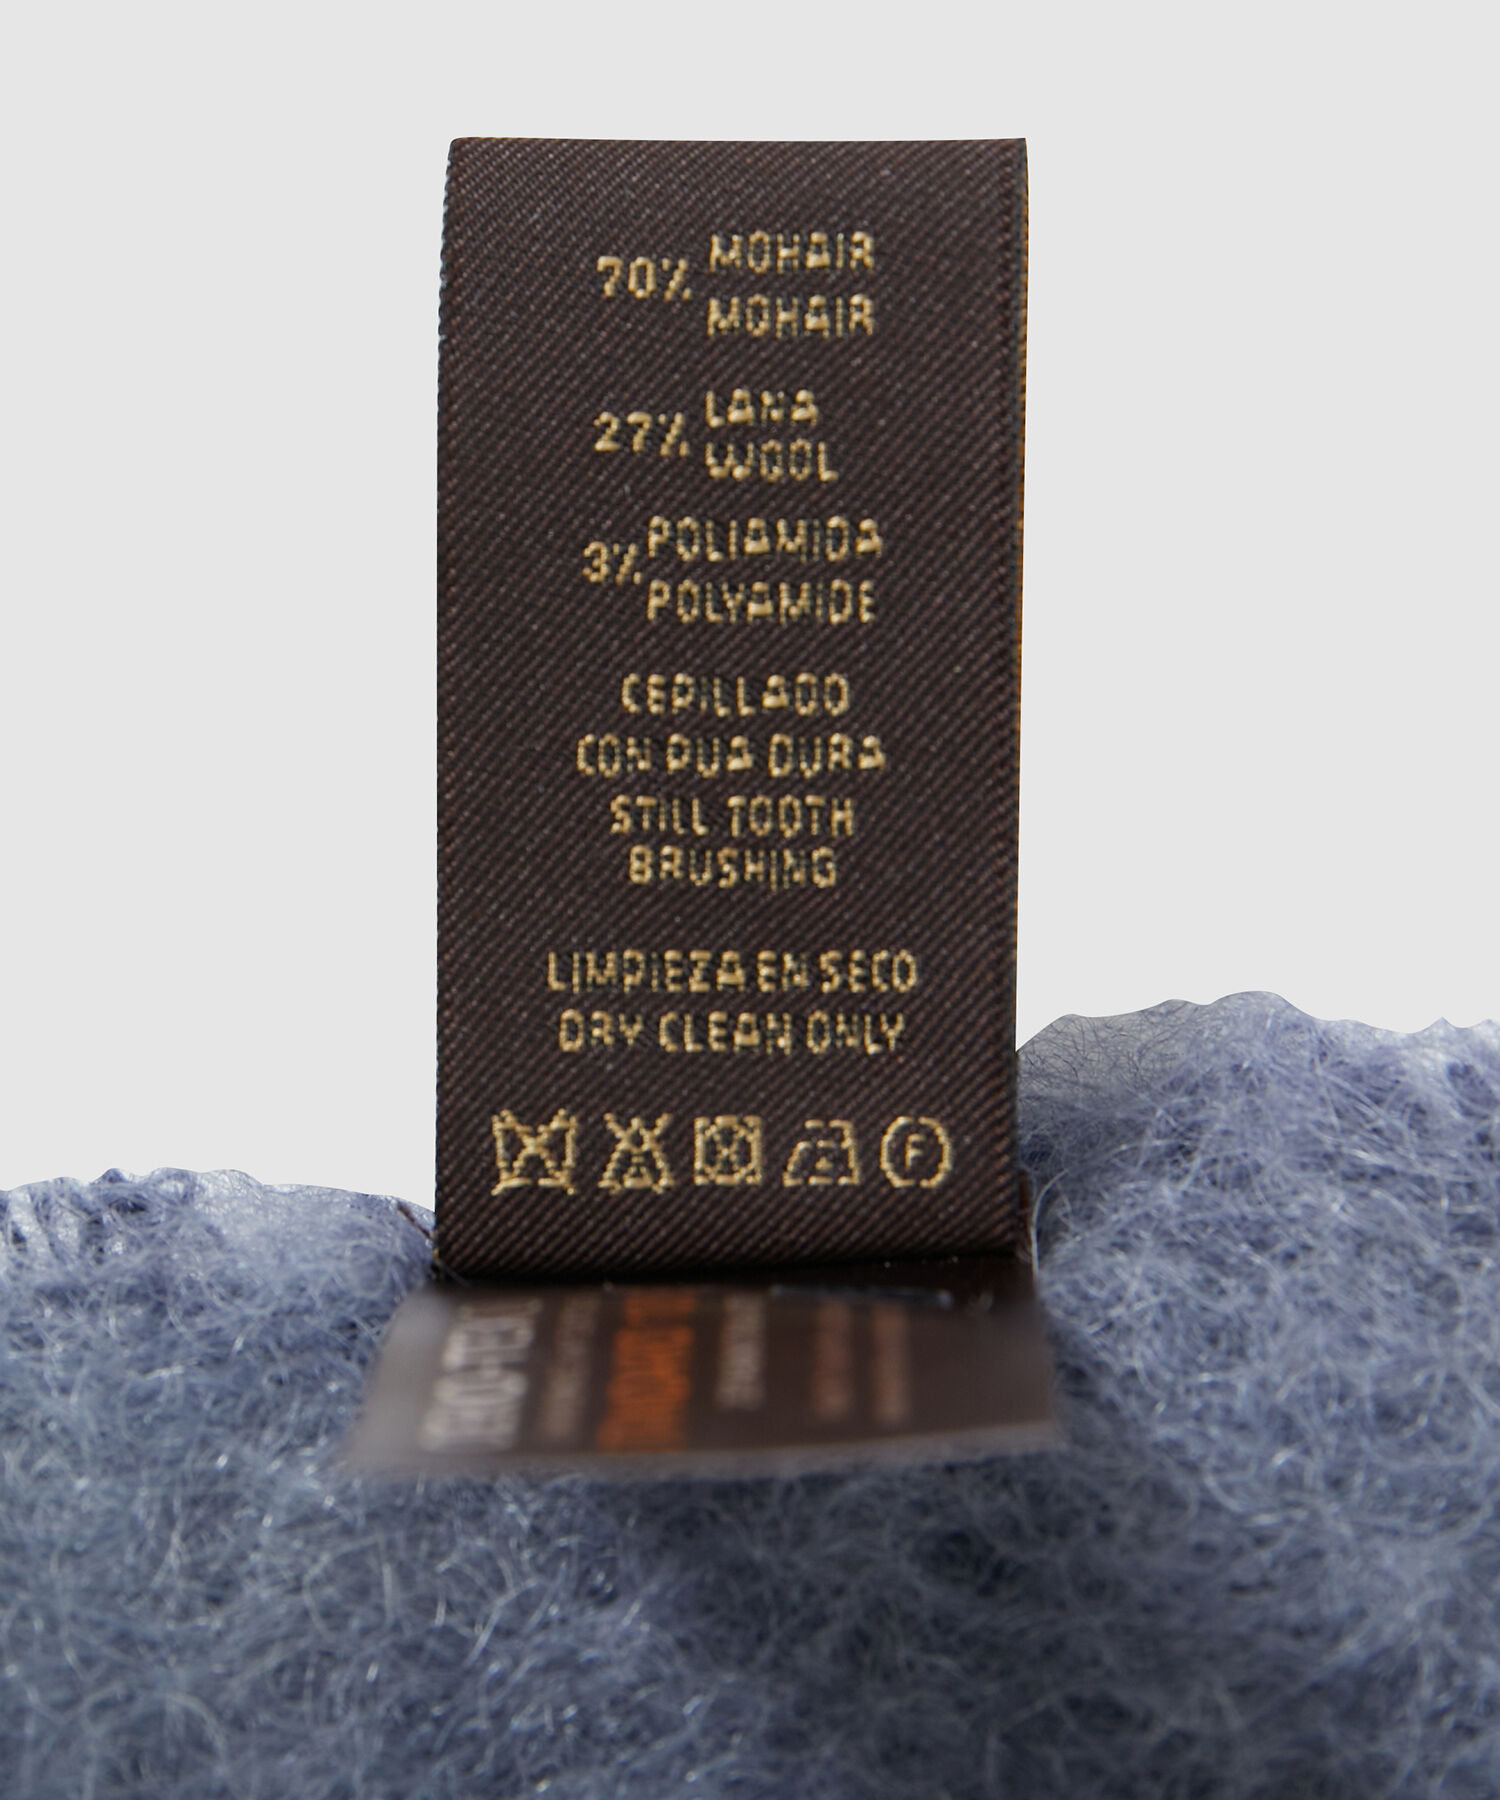 70% MOHAIR
MOHAIR
27% LANA
WOOL
3% POLIAMIDA
POLYAMIDE
CEPILLADO
CON PUA DURA
STILL TOOTH
BRUSHING
LIMPIEZA EN SECO
DRY CLEAN ONLY
F